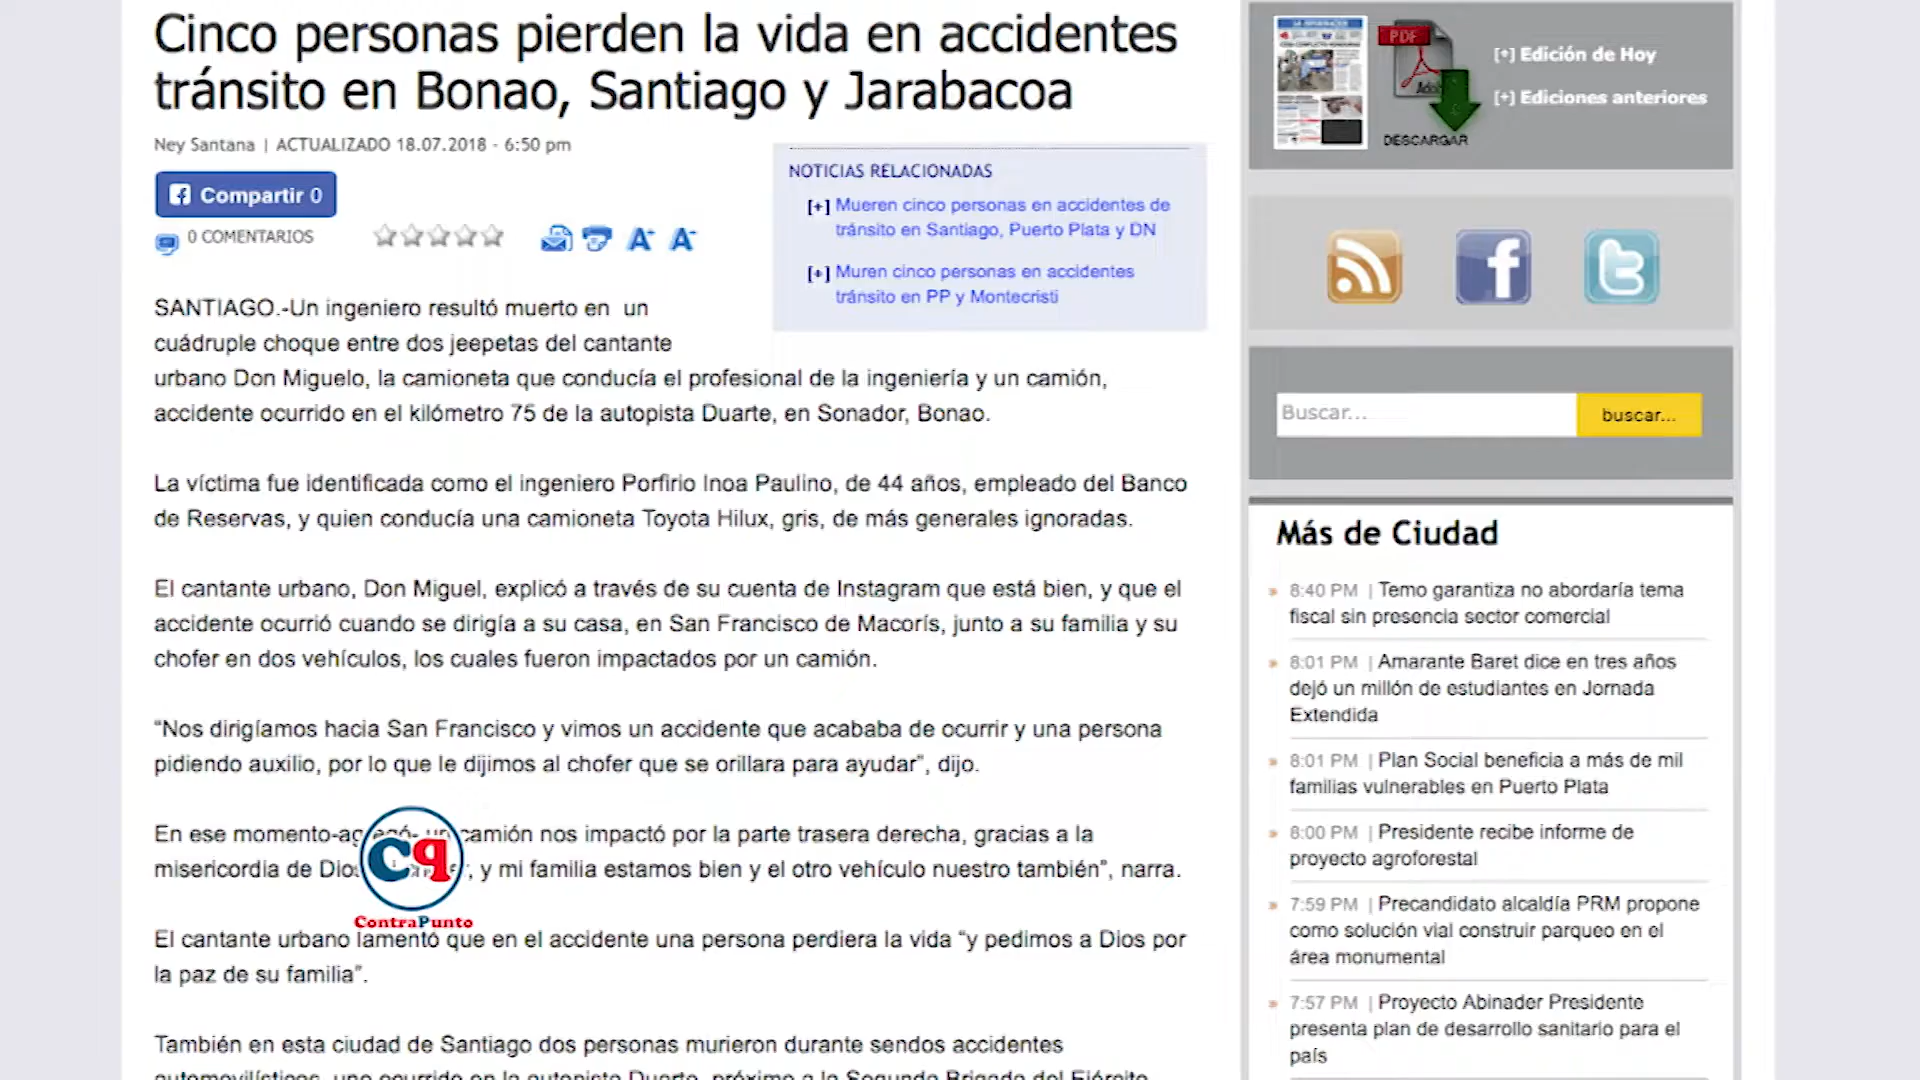 Cinco personas pierden la vida en accidentes
tránsito en Bonao, Santiago y Jarabacoa
Ney Santana | ACTUALIZADO 18.07.2018 - 6:50 pm
Compartir 0
0 COMENTARIOS
A+ A-
NOTICIAS RELACIONADAS
[+] Mueren cinco personas en accidentes de
tránsito en Santiago, Puerto Plata y DN
[+] Muren cinco personas en accidentes
tránsito en PP y Montecristi
SANTIAGO.-Un ingeniero resultó muerto en un
cuádruple choque entre dos jeepetas del cantante
urbano Don Miguelo, la camioneta que conducía el profesional de la ingeniería y un camión,
accidente ocurrido en el kilómetro 75 de la autopista Duarte, en Sonador, Bonao.
La víctima fue identificada como el ingeniero Porfirio Inoa Paulino, de 44 años, empleado del Banco
de Reservas, y quien conducía una camioneta Toyota Hilux, gris, de más generales ignoradas.
El cantante urbano, Don Miguel, explicó a través de su cuenta de Instagram que está bien, y que el
accidente ocurrió cuando se dirigía a su casa, en San Francisco de Macorís, junto a su familia y su
chofer en dos vehículos, los cuales fueron impactados por un camión.
“Nos dirigíamos hacia San Francisco y vimos un accidente que acababa de ocurrir y una persona
pidiendo auxilio, por lo que le dijimos al chofer que se orillara para ayudar”, dijo.
En ese momento-agregó- un camión nos impactó por la parte trasera derecha, gracias a la
misericordia de Dios, y mi familia estamos bien y el otro vehículo nuestro también”, narra.
cq
ContraPunto
El cantante urbano lamentó que en el accidente una persona perdiera la vida “y pedimos a Dios por
la paz de su familia”.
También en esta ciudad de Santiago dos personas murieron durante sendos accidentes
automovilísticos, uno ocurrido en la autopista Duarte, próximo a la Segunda Brigada del Ejército
PDF
Adobe
DESCARGAR
[+] Edición de Hoy
[+] Ediciones anteriores
Buscar...
buscar...
Más de Ciudad
» 8:40 PM | Temo garantiza no abordaría tema
fiscal sin presencia sector comercial
» 8:01 PM | Amarante Baret dice en tres años
dejó un millón de estudiantes en Jornada
Extendida
» 8:01 PM | Plan Social beneficia a más de mil
familias vulnerables en Puerto Plata
» 8:00 PM | Presidente recibe informe de
proyecto agroforestal
» 7:59 PM | Precandidato alcaldía PRM propone
como solución vial construir parqueo en el
área monumental
» 7:57 PM | Proyecto Abinader Presidente
presenta plan de desarrollo sanitario para el
país